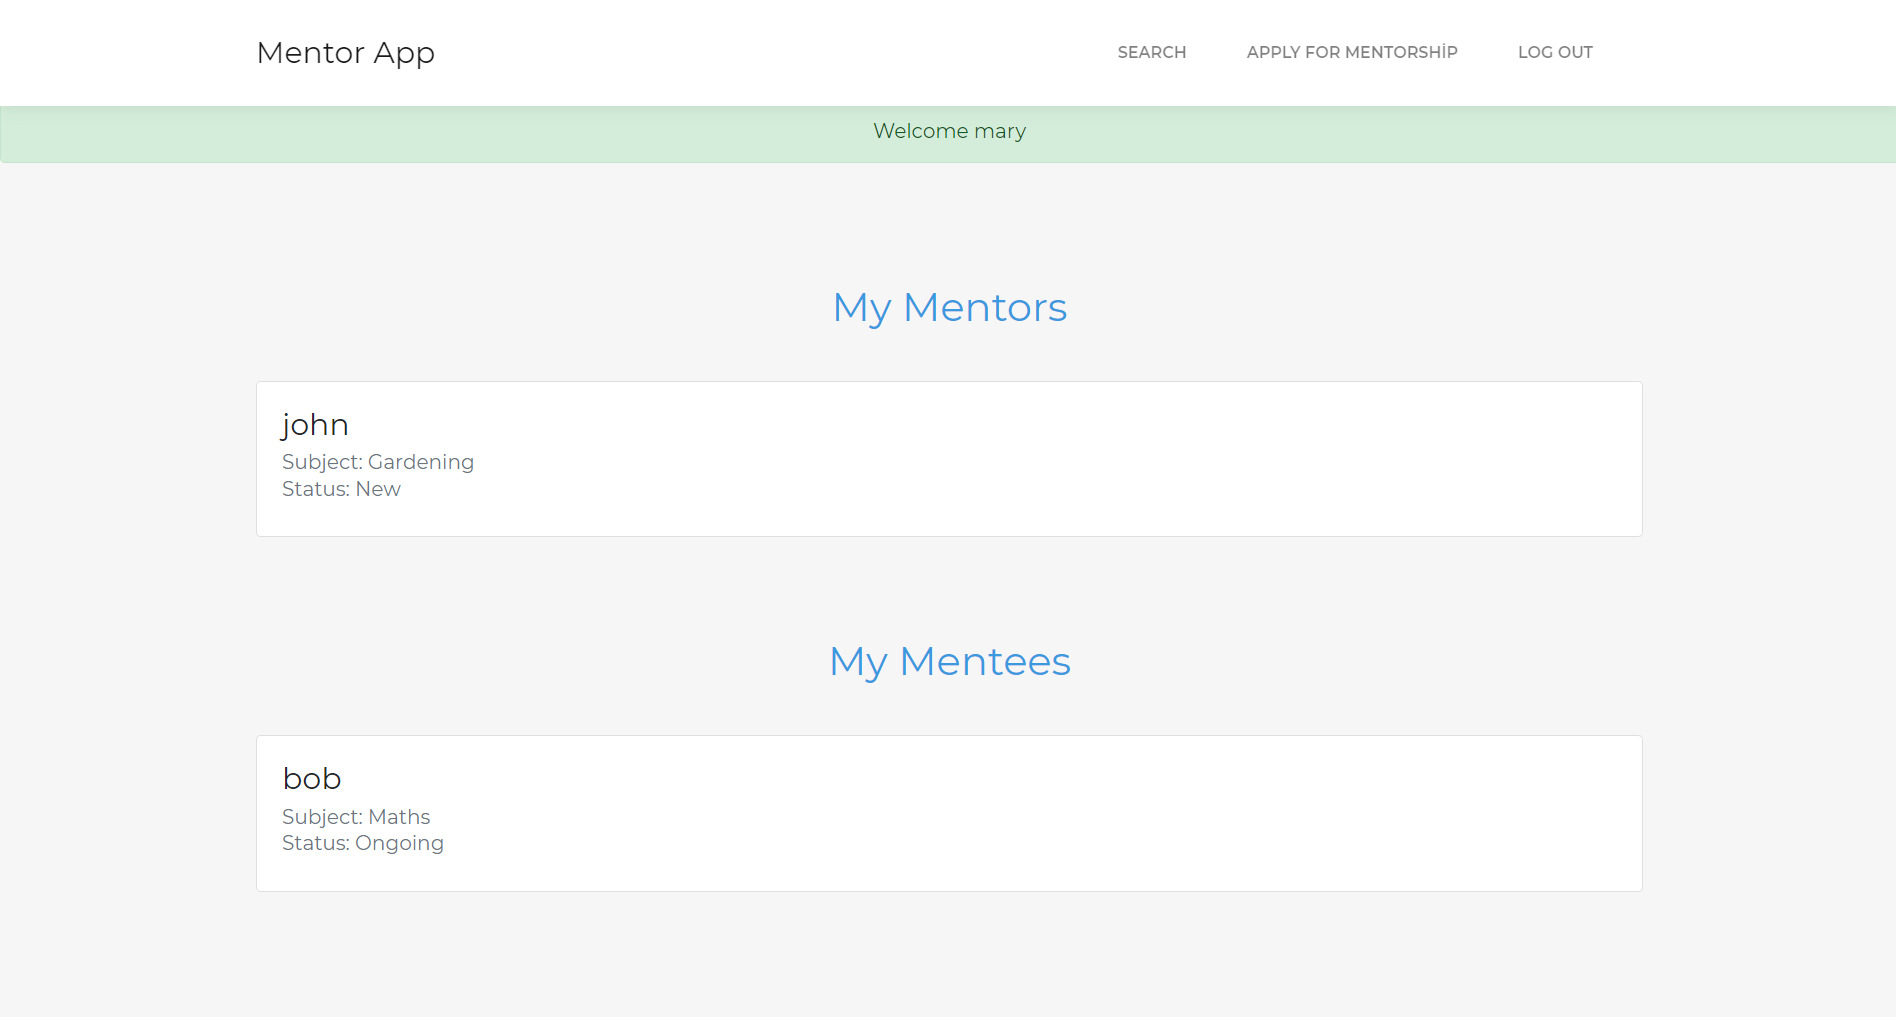 Mentor App
SEARCH
APPLY FOR MENTORSHİP
LOG OUT
Welcome mary
My Mentors
john
Subject: Gardening
Status: New
My Mentees
bob
Subject: Maths
Status: Ongoing